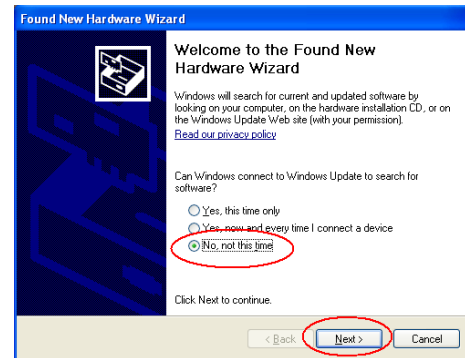 Found New Hardware Wizard
Welcome to the Found New
Hardware Wizard
Windows will search for current and updated software by
looking on your computer, on the hardware installation CD, or on
the Windows Update Web site (with your permission).
Read our privacy policy
Can Windows connect to Windows Update to search for
software?
Yes, this time only
Yes, now and every time I connect a device
No, not this time
Click Next to continue.
< Back
Next >
Cancel